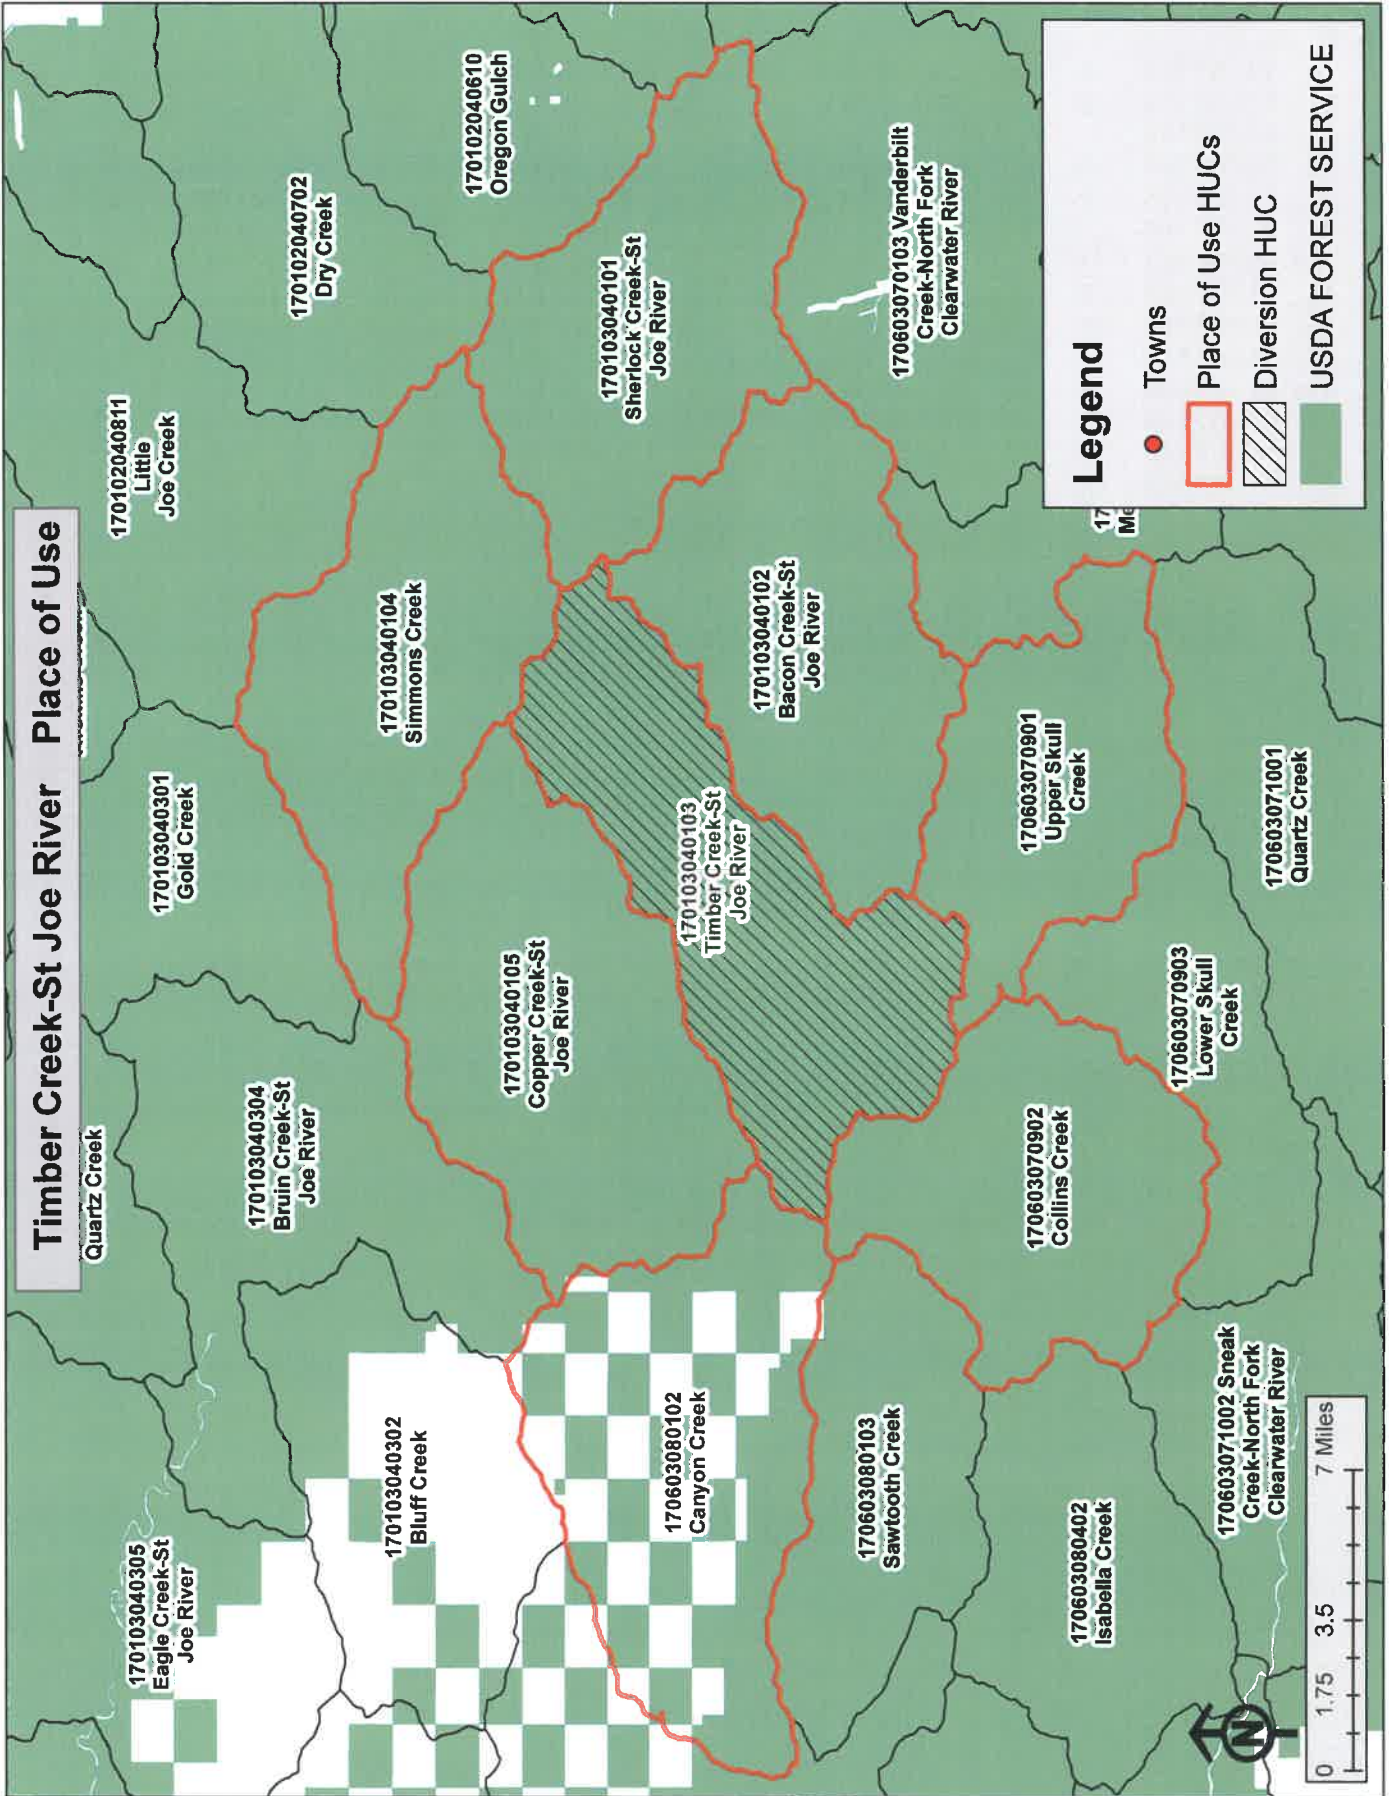 Timber Creek-St Joe River Place of Use
Quartz Creek
170103040305
Eagle Creek-St
Joe River
170103040304
Bruin Creek-St
Joe River
170103040301
Gold Creek
170102040811
Little
Joe Creek
170102040702
Dry Creek
170102040610
Oregon Gulch
170103040302
Bluff Creek
170103040104
Simmons Creek
170103040105
Copper Creek-St
Joe River
170103040101
Sherlock Creek-St
Joe River
170603080102
Canyon Creek
170103040103
Timber Creek-St
Joe River
170103040102
Bacon Creek-St
Joe River
170603070103 Vanderbilt
Creek-North Fork
Clearwater River
170603080103
Sawtooth Creek
170603070902
Collins Creek
170603070901
Upper Skull
Creek
170603080402
Isabella Creek
170603070903
Lower Skull
Creek
170603071002 Sneak
Creek-North Fork
Clearwater River
170603071001
Quartz Creek
17
Me
Legend
Towns
Place of Use HUCs
Diversion HUC
USDA FOREST SERVICE
N
0 1.75 3.5 7 Miles